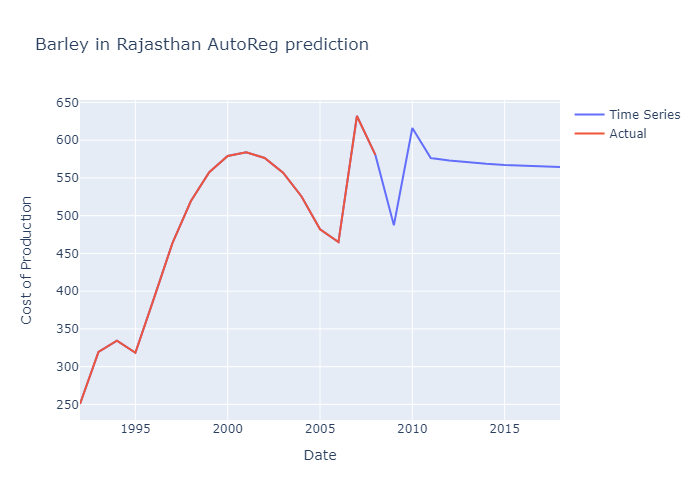 Barley in Rajasthan AutoReg prediction
Time Series
Actual
650
600
550
500
450
400
350
300
250
Cost of Production
1995 2000 2005 2010 2015
Date